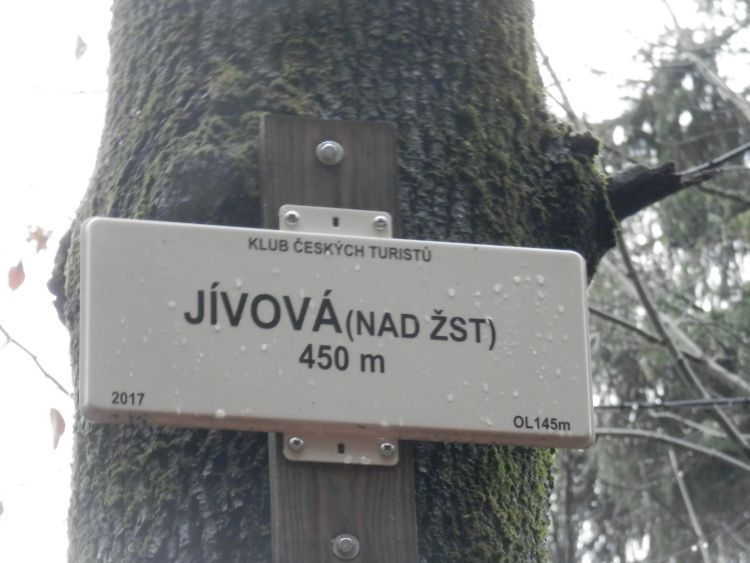 KLUB ČESKÝCH TURISTŮ
JÍVOVÁ (NAD ŽST)
450 m
2017 OL145m